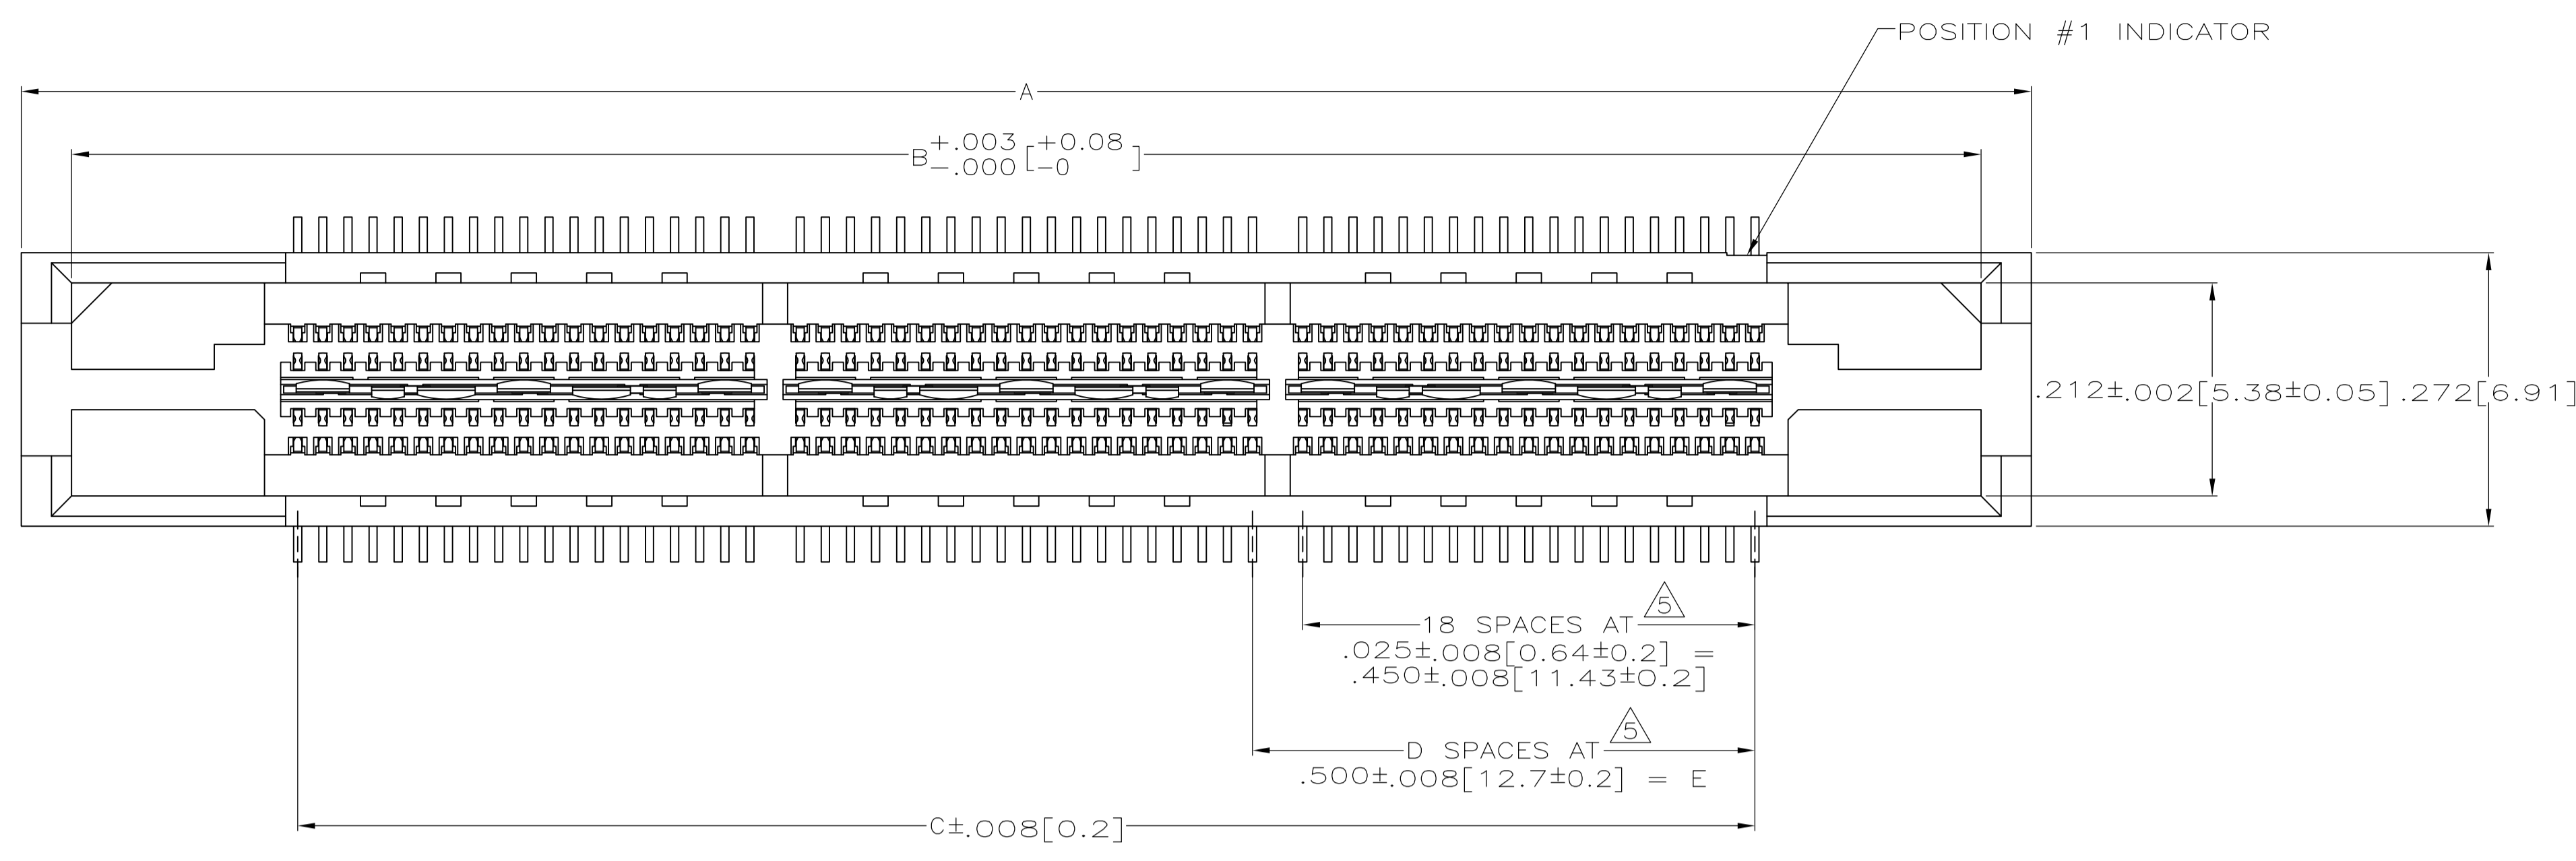 POSITION #1 INDICATOR
A
B+.003 [+0.08
-.000 [-0 ]
.212±.002[5.38±0.05]
.272[6.91]
5
18 SPACES AT
.025±.008[0.64±0.2] =
.450±.008[11.43±0.2]
5
D SPACES AT
.500±.008[12.7±0.2] = E
C±.008[0.2]